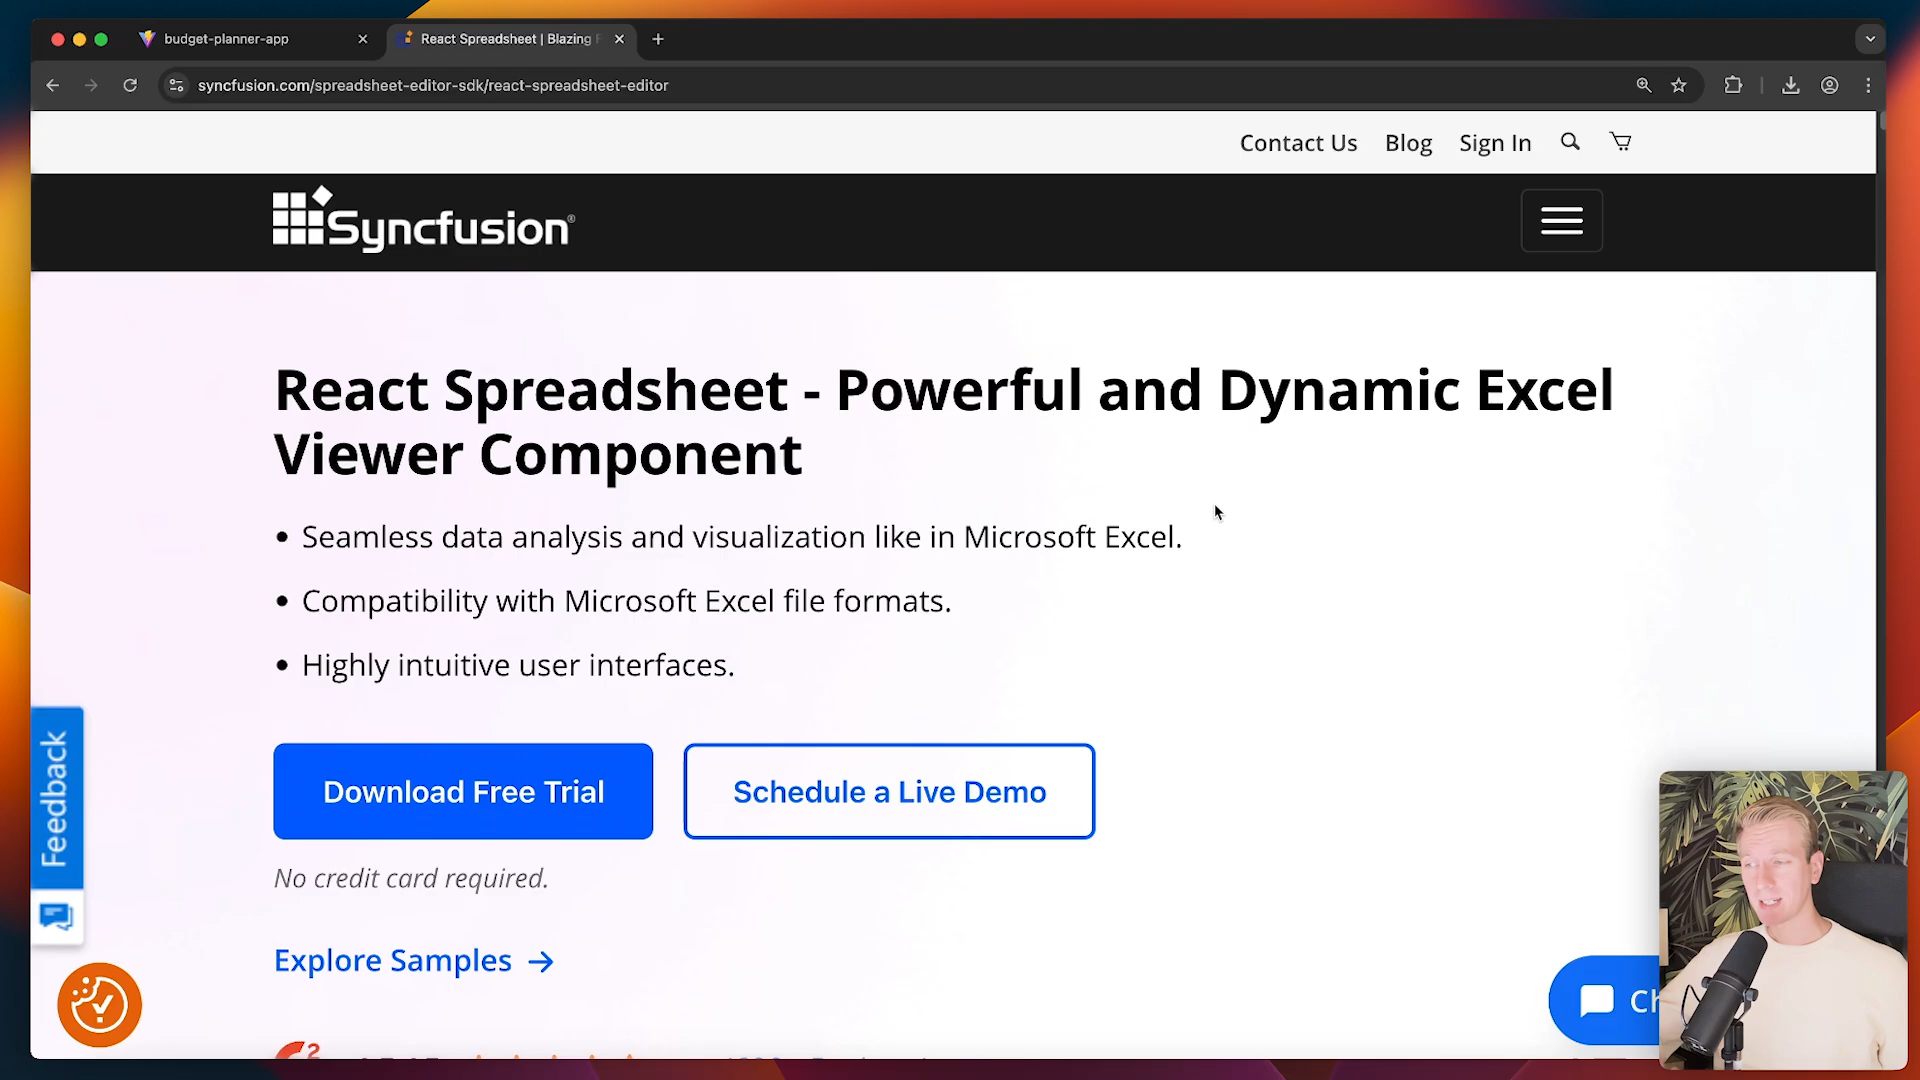 budget-planner-app
React Spreadsheet | Blazing
syncfusion.com/spreadsheet-editor-sdk/react-spreadsheet-editor
Contact Us
Blog
Sign In
Syncfusion®
React Spreadsheet - Powerful and Dynamic Excel
Viewer Component
• Seamless data analysis and visualization like in Microsoft Excel.
• Compatibility with Microsoft Excel file formats.
• Highly intuitive user interfaces.
Download Free Trial
Schedule a Live Demo
No credit card required.
Explore Samples →
Feedback